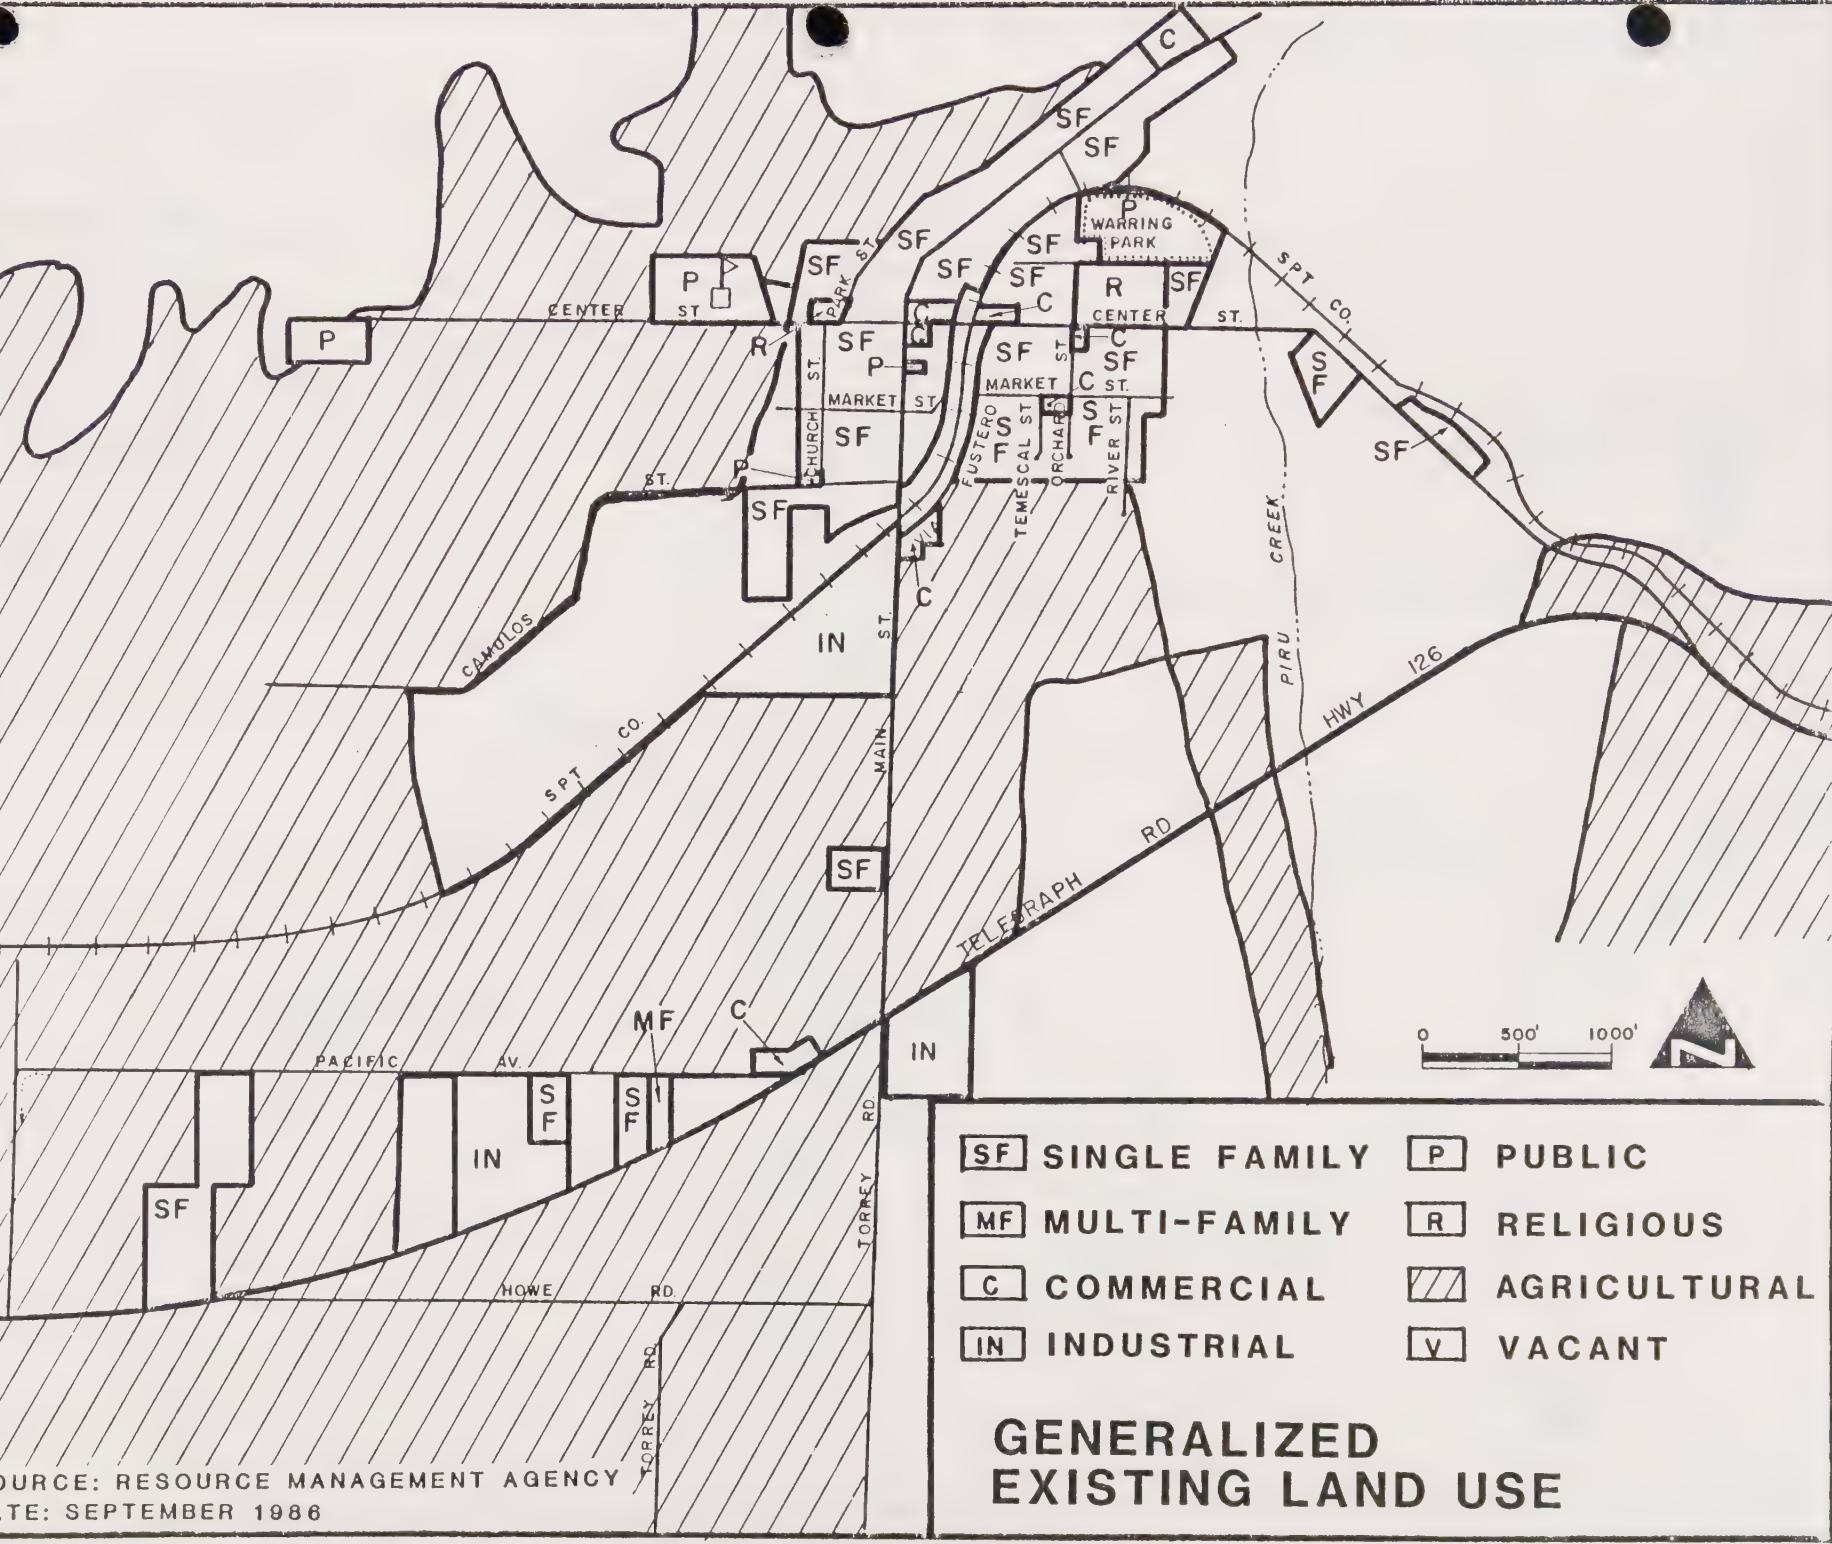 C
SF
SF
P
WARRING
PARK
SF
SF
SF
SF
SF
SPT
CO.
P
PARK
ST.
R
SF
C
C
CENTER
ST
CENTER
ST.
P
R
SF
C
C
SF
SF
SF
S
F
P
MARKET
ST
MARKET
ST.
C
CHURCH
ST.
SF
FUSTERO
S
F
TEMESCAL ST
ORCHARD
ST
S
F
RIVER ST
SF
P
ST.
SF
C
CAMULOS
IN
ST.
PIRU
CREEK
HWY
126
SPT
CO.
MAIN
SF
RD
TELEGRAPH
MF
C
IN
0
500'
1000'
N
PACIFIC
AV.
S
F
S
F
IN
SF
RD.
TORREY
HOWE
RD.
TORREY
RD.
SF SINGLE FAMILY
P PUBLIC
MF MULTI-FAMILY
R RELIGIOUS
C COMMERCIAL
AGRICULTURAL
IN INDUSTRIAL
V VACANT
GENERALIZED
EXISTING LAND USE
OURCE: RESOURCE MANAGEMENT AGENCY
TE: SEPTEMBER 1986